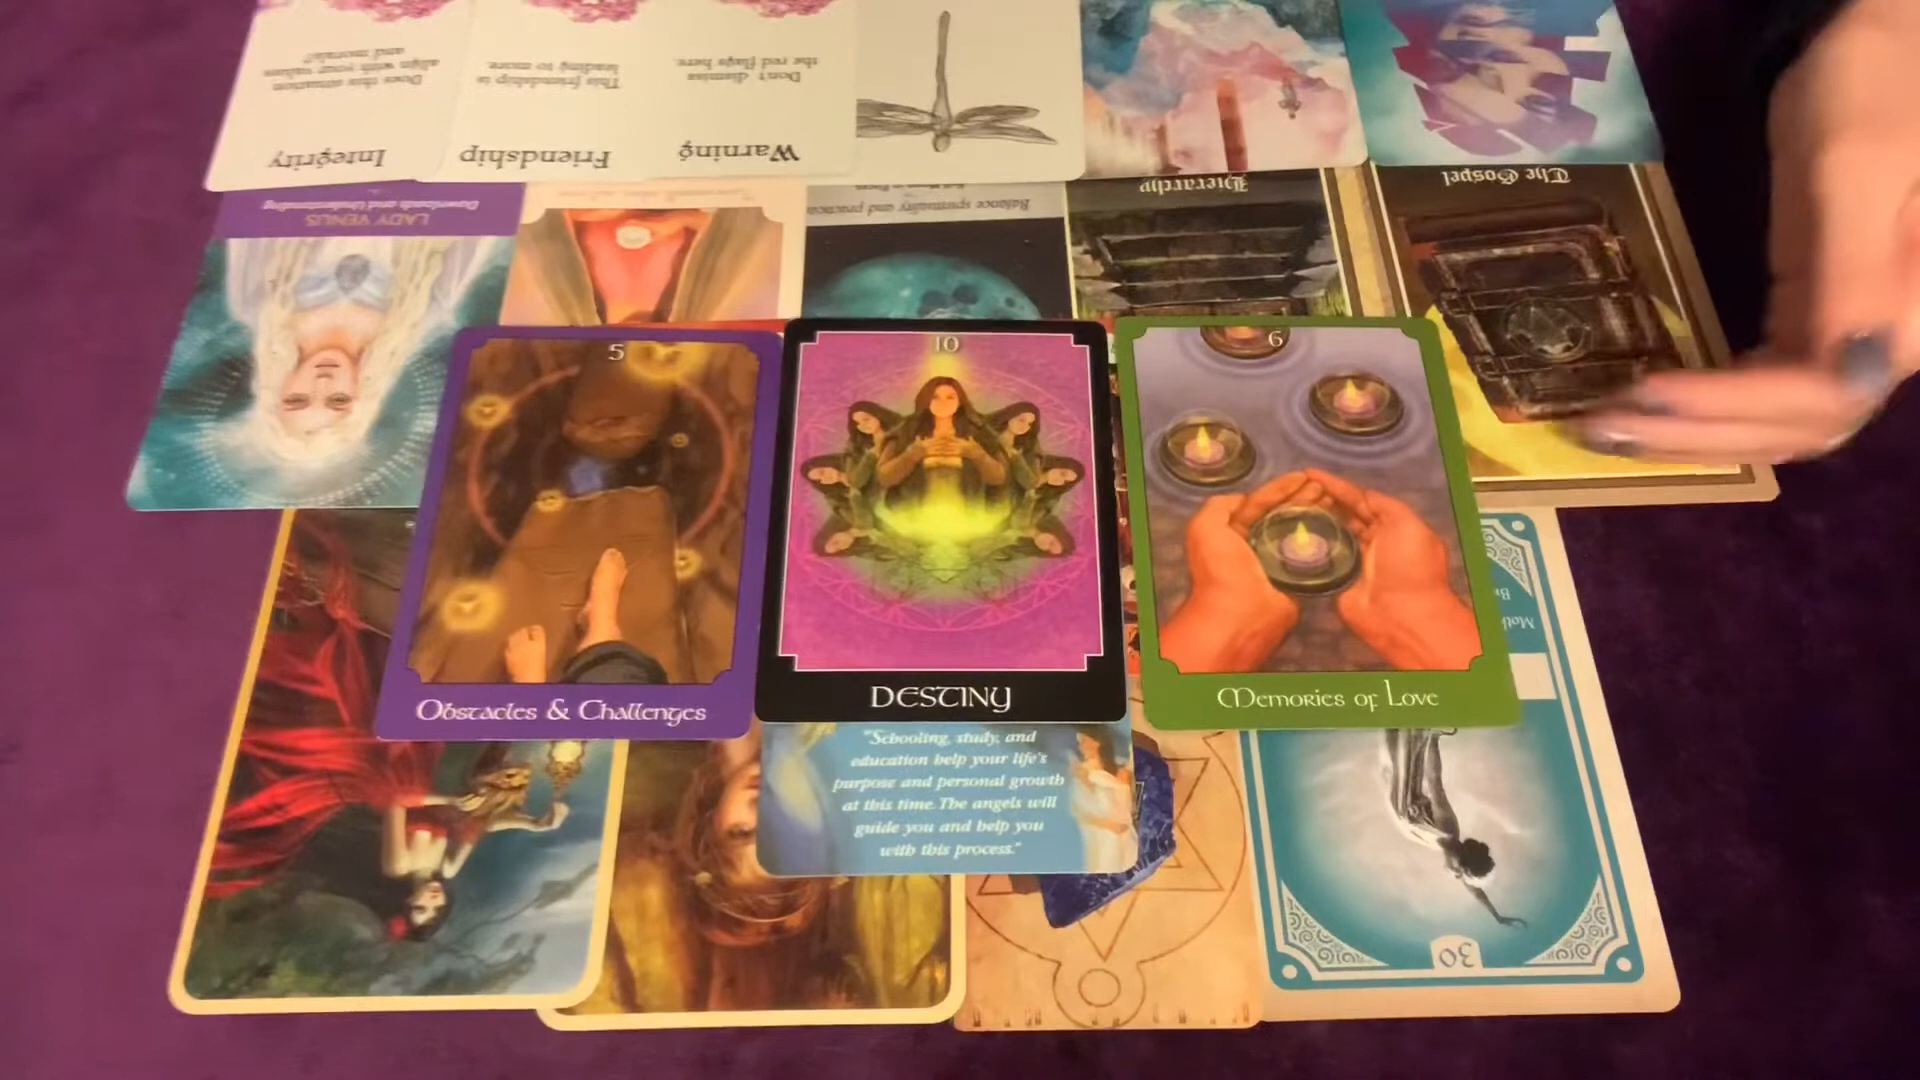 Does this situation
align with your values
and morals?
Integrity
This friendship is
leading to more.
Friendship
Don't dismiss
the red flags here.
Warning
LADY VENUS
Downloads and Understanding
Balance spirituality and
Hierarchy
The Gospel
5
Obstacles & Challenges
10
DESTINY
6
Memories of Love
"Schooling, study, and
education help your life's
purpose and personal growth
at this time. The angels will
guide you and help you
with this process."
30